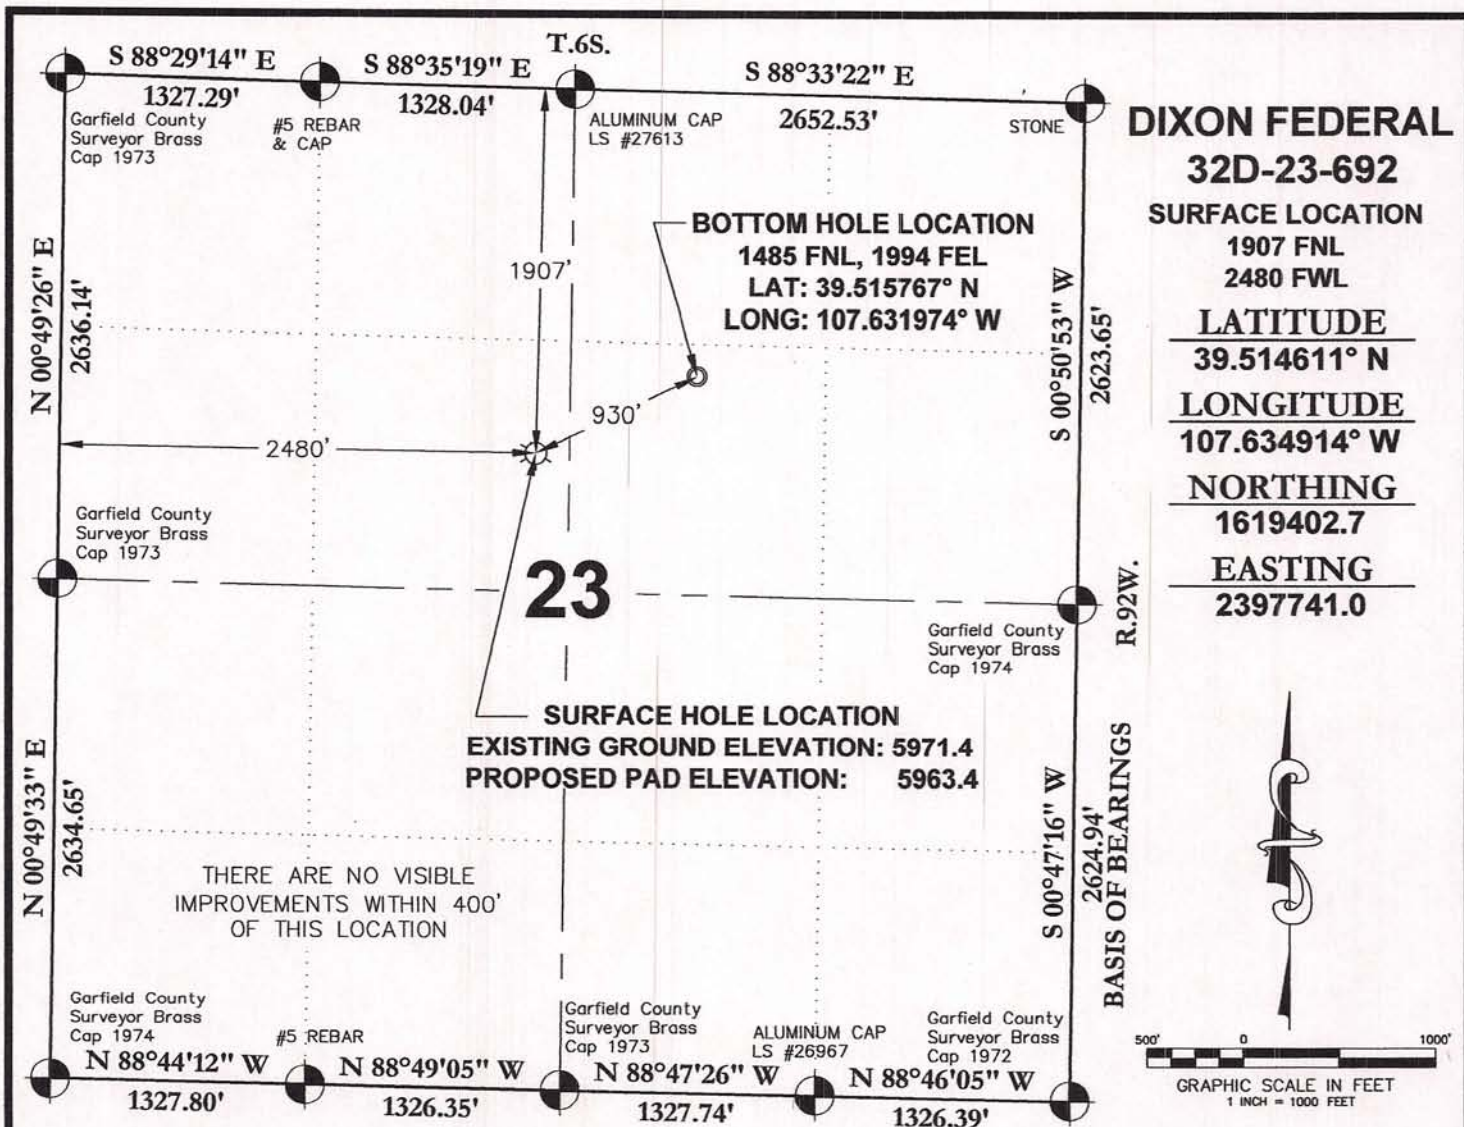 T.6S.
S 88°29'14" E
1327.29'
S 88°35'19" E
1328.04'
S 88°33'22" E
2652.53'
Garfield County
Surveyor Brass
Cap 1973
#5 REBAR
& CAP
ALUMINUM CAP
LS #27613
STONE
DIXON FEDERAL
32D-23-692
SURFACE LOCATION
1907 FNL
2480 FWL
LATITUDE
39.514611° N
LONGITUDE
107.634914° W
NORTHING
1619402.7
EASTING
2397741.0
BOTTOM HOLE LOCATION
1485 FNL, 1994 FEL
LAT: 39.515767° N
LONG: 107.631974° W
1907'
930'
2480'
N 00°49'26" E
2636.14'
S 00°50'53" W
2623.65'
Garfield County
Surveyor Brass
Cap 1973
23
R.92W.
Garfield County
Surveyor Brass
Cap 1974
SURFACE HOLE LOCATION
EXISTING GROUND ELEVATION: 5971.4
PROPOSED PAD ELEVATION: 5963.4
N 00°49'33" E
2634.65'
S 00°47'16" W
2624.94'
BASIS OF BEARINGS
THERE ARE NO VISIBLE
IMPROVEMENTS WITHIN 400'
OF THIS LOCATION
Garfield County
Surveyor Brass
Cap 1974
#5 REBAR
Garfield County
Surveyor Brass
Cap 1973
ALUMINUM CAP
LS #26967
Garfield County
Surveyor Brass
Cap 1972
N 88°44'12" W
1327.80'
N 88°49'05" W
1326.35'
N 88°47'26" W
1327.74'
N 88°46'05" W
1326.39'
500' 0 1000'
GRAPHIC SCALE IN FEET
1 INCH = 1000 FEET